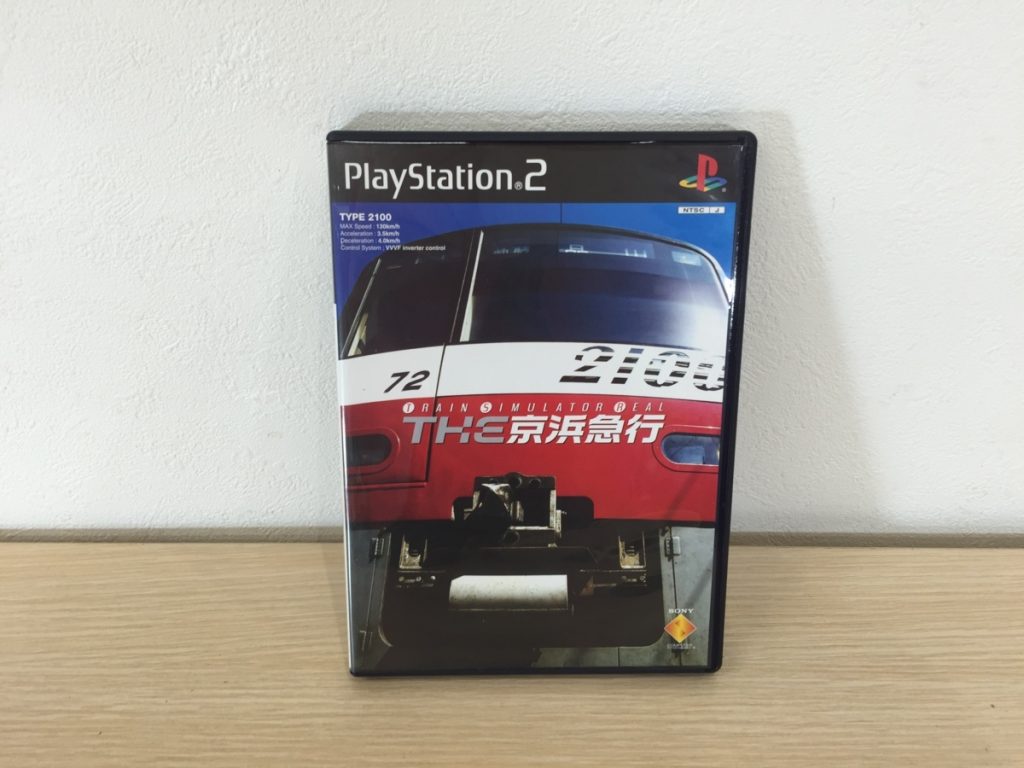 PlayStation®2
NTSC J
TYPE 2100
MAX Speed : 130km/h
Acceleration : 3.5km/h
Deceleration : 4.0km/h
Control System : VVVF inverter control
72
2100
TRAIN SIMULATOR REAL
THE京浜急行
SONY